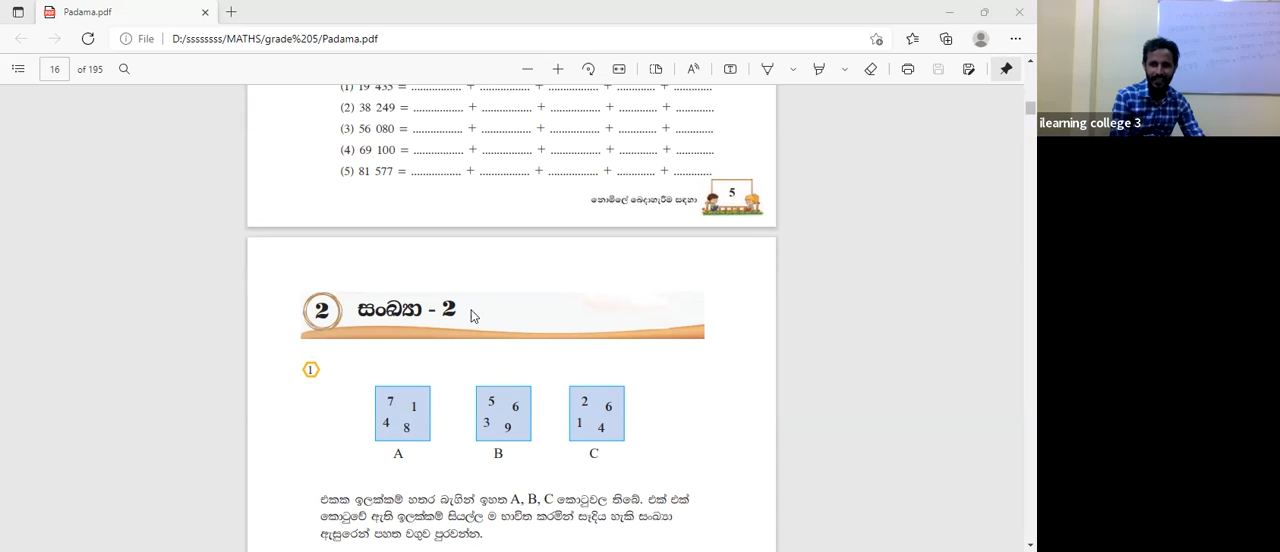 Padama.pdf
File
D:/ssssssss/MATHS/grade%205/Padama.pdf
16 of 195
(1) 19 435 = ............... + ............... + ............... + ............ + ............
(2) 38 249 = ............... + ............... + ............... + ............ + ............
(3) 56 080 = ............... + ............... + ............... + ............ + ............
(4) 69 100 = ............... + ............... + ............... + ............ + ............
(5) 81 577 = ............... + ............... + ............... + ............ + ............
නොමිලේ බෙදාහැරීම සඳහා
5
2 සංඛ්‍යා - 2
1
7 1
4 8
A
5 6
3 9
B
2 6
1 4
C
එකක ඉලක්කම් හතර බැගින් ඉහත A, B, C කොටුවල තිබේ. එක් එක්
කොටුවේ ඇති ඉලක්කම් සියල්ල ම භාවිත කරමින් සෑදිය හැකි සංඛ්‍යා
ඇසුරෙන් පහත වගුව පුරවන්න.
ilearning college 3